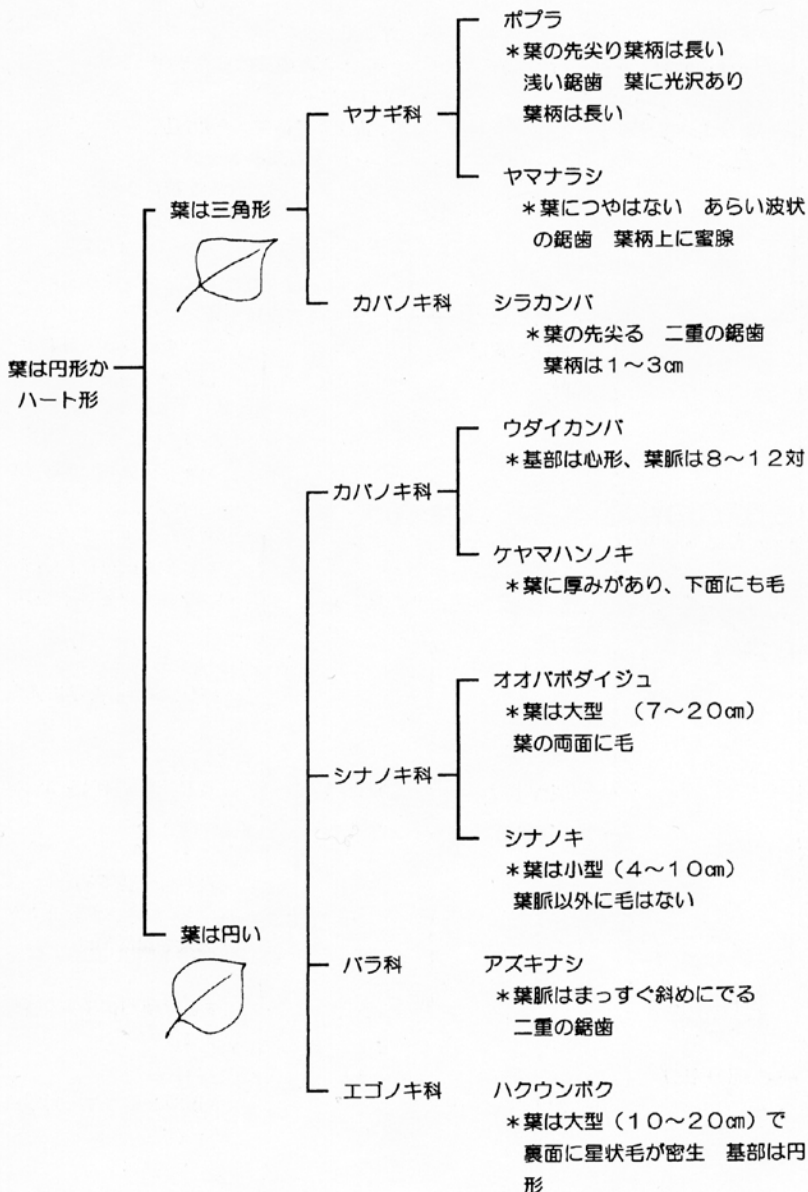 ポプラ
＊葉の先尖り葉柄は長い
浅い鋸歯　葉に光沢あり
葉柄は長い
ヤナギ科
ヤマナラシ
＊葉につやはない　あらい波状
の鋸歯　葉柄上に蜜腺
葉は三角形
カバノキ科　シラカンバ
＊葉の先尖る　二重の鋸歯
葉柄は１～３㎝
葉は円形か
ハート形
ウダイカンバ
＊基部は心形、葉脈は８～１２対
カバノキ科
ケヤマハンノキ
＊葉に厚みがあり、下面にも毛
オオバボダイジュ
＊葉は大型　（７～２０㎝）
葉の両面に毛
シナノキ科
シナノキ
＊葉は小型（４～１０㎝）
葉脈以外に毛はない
葉は円い
バラ科　アズキナシ
＊葉脈はまっすぐ斜めにでる
二重の鋸歯
エゴノキ科　ハクウンボク
＊葉は大型（１０～２０㎝）で
裏面に星状毛が密生　基部は円
形